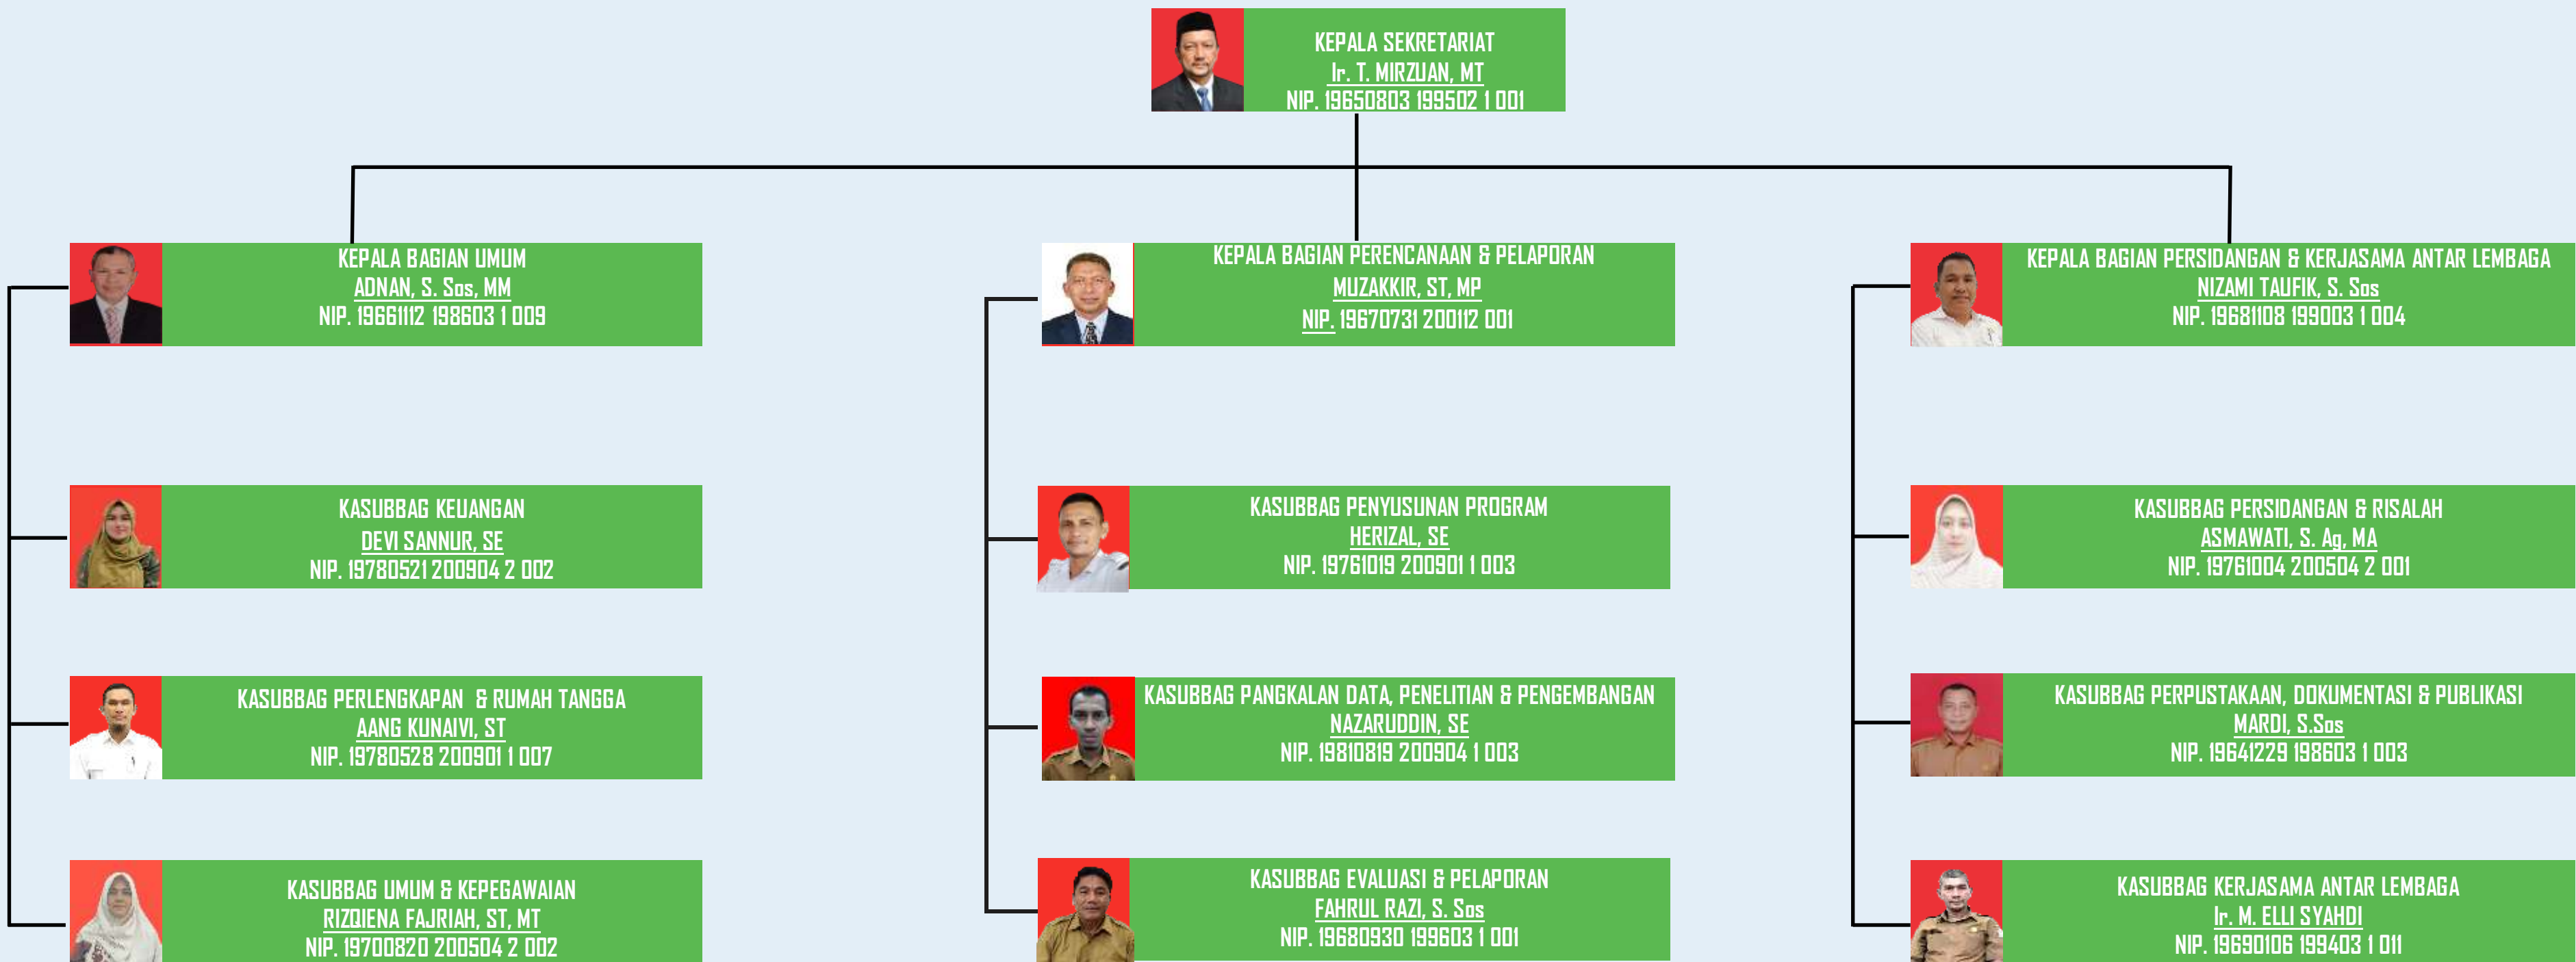 KEPALA SEKRETARIAT
Ir. T. MIRZUAN, MT
NIP. 19650803 199502 1 001
KEPALA BAGIAN UMUM
ADNAN, S. Sos, MM
NIP. 19661112 198603 1 009
KEPALA BAGIAN PERENCANAAN & PELAPORAN
MUZAKKIR, ST, MP
NIP. 19670731 200112 001
KEPALA BAGIAN PERSIDANGAN & KERJASAMA ANTAR LEMBAGA
NIZAMI TAUFIK, S. Sos
NIP. 19681108 199003 1 004
KASUBBAG KEUANGAN
DEVI SANNUR, SE
NIP. 19780521 200904 2 002
KASUBBAG PENYUSUNAN PROGRAM
HERIZAL, SE
NIP. 19761019 200901 1 003
KASUBBAG PERSIDANGAN & RISALAH
ASMAWATI, S. Ag, MA
NIP. 19761004 200504 2 001
KASUBBAG PERLENGKAPAN & RUMAH TANGGA
AANG KUNAIVI, ST
NIP. 19780528 200901 1 007
KASUBBAG PANGKALAN DATA, PENELITIAN & PENGEMBANGAN
NAZARUDDIN, SE
NIP. 19810819 200904 1 003
KASUBBAG PERPUSTAKAAN, DOKUMENTASI & PUBLIKASI
MARDI, S.Sos
NIP. 19641229 198603 1 003
KASUBBAG UMUM & KEPEGAWAIAN
RIZQIENA FAJRIAH, ST, MT
NIP. 19700820 200504 2 002
KASUBBAG EVALUASI & PELAPORAN
FAHRUL RAZI, S. Sos
NIP. 19680930 199603 1 001
KASUBBAG KERJASAMA ANTAR LEMBAGA
Ir. M. ELLI SYAHDI
NIP. 19690106 199403 1 011